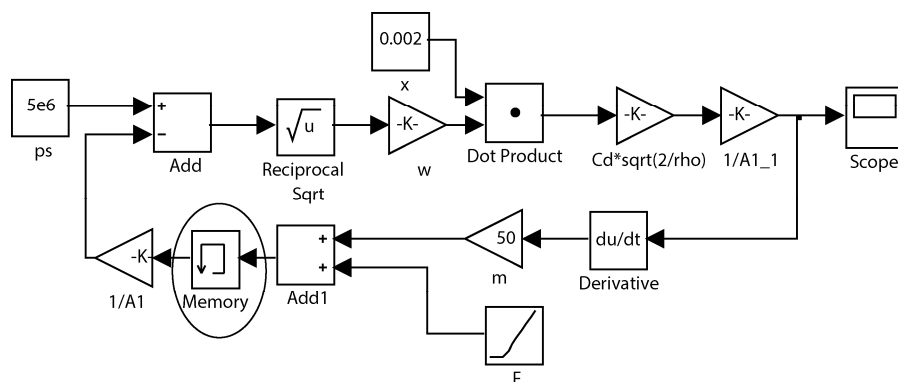 0.002
x
5e6
ps
+
−
Add
√u
Reciprocal
Sqrt
-K-
w
Dot Product
-K-
Cd*sqrt(2/rho)
-K-
1/A1_1
Scope
-K-
1/A1
Memory
+
+
Add1
50
m
du/dt
Derivative
F